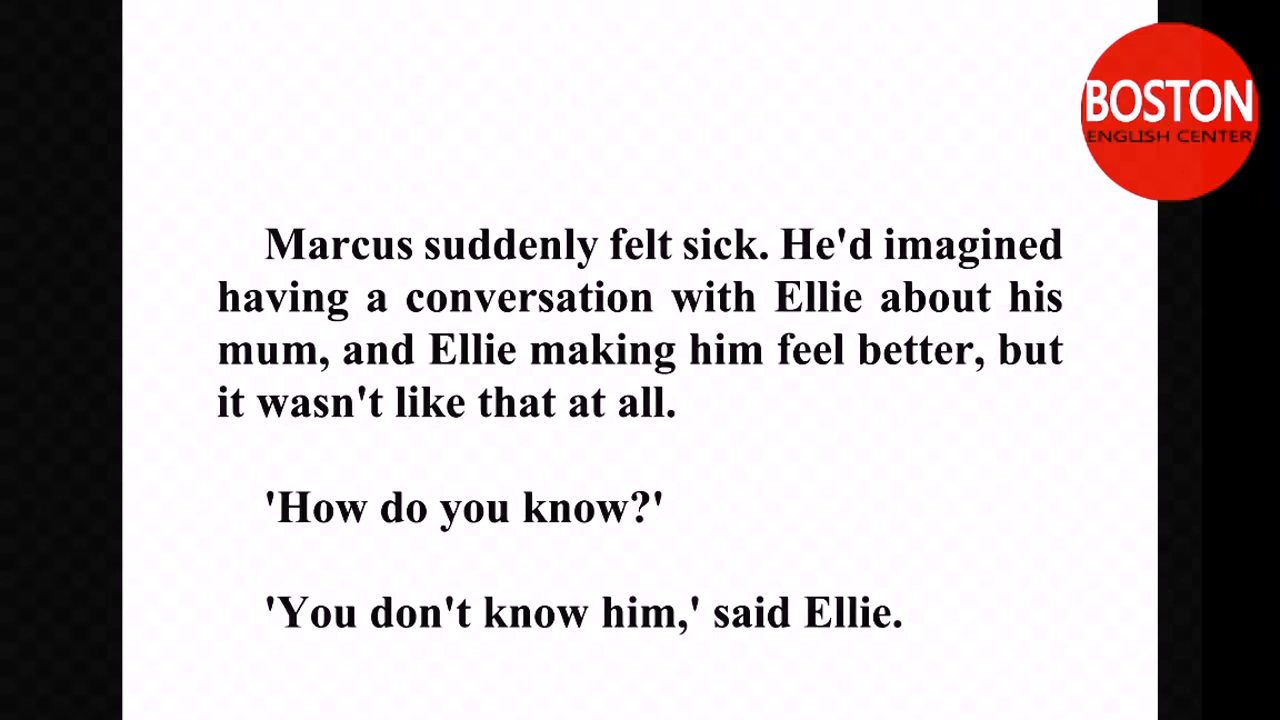 BOSTON
ENGLISH CENTER
Marcus suddenly felt sick. He'd imagined
having a conversation with Ellie about his
mum, and Ellie making him feel better, but
it wasn't like that at all.
'How do you know?'
'You don't know him,' said Ellie.